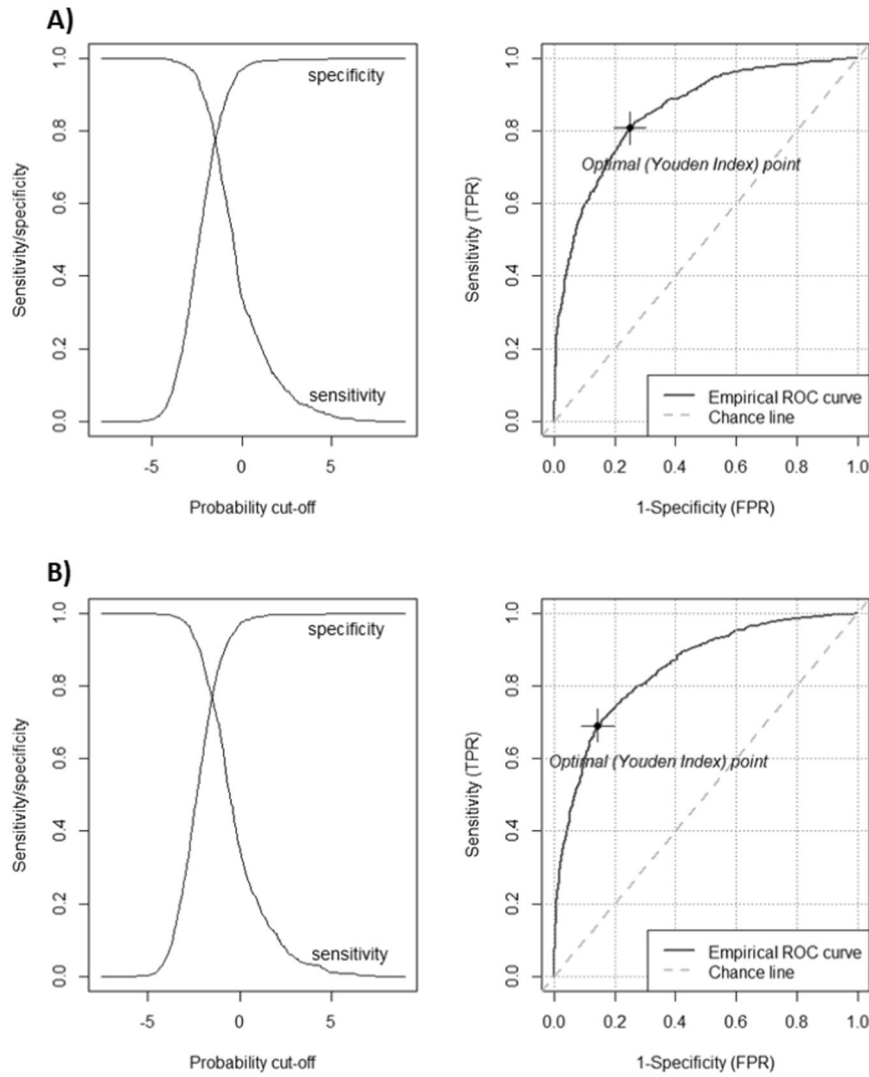 A)
Sensitivity/specificity
0.0 0.2 0.4 0.6 0.8 1.0
specificity
sensitivity
-5 0 5
Probability cut-off
Sensitivity (TPR)
0.0 0.2 0.4 0.6 0.8 1.0
Optimal (Youden Index) point
Empirical ROC curve
Chance line
0.0 0.2 0.4 0.6 0.8 1.0
1-Specificity (FPR)
B)
Sensitivity/specificity
0.0 0.2 0.4 0.6 0.8 1.0
specificity
sensitivity
-5 0 5
Probability cut-off
Sensitivity (TPR)
0.0 0.2 0.4 0.6 0.8 1.0
Optimal (Youden Index) point
Empirical ROC curve
Chance line
0.0 0.2 0.4 0.6 0.8 1.0
1-Specificity (FPR)